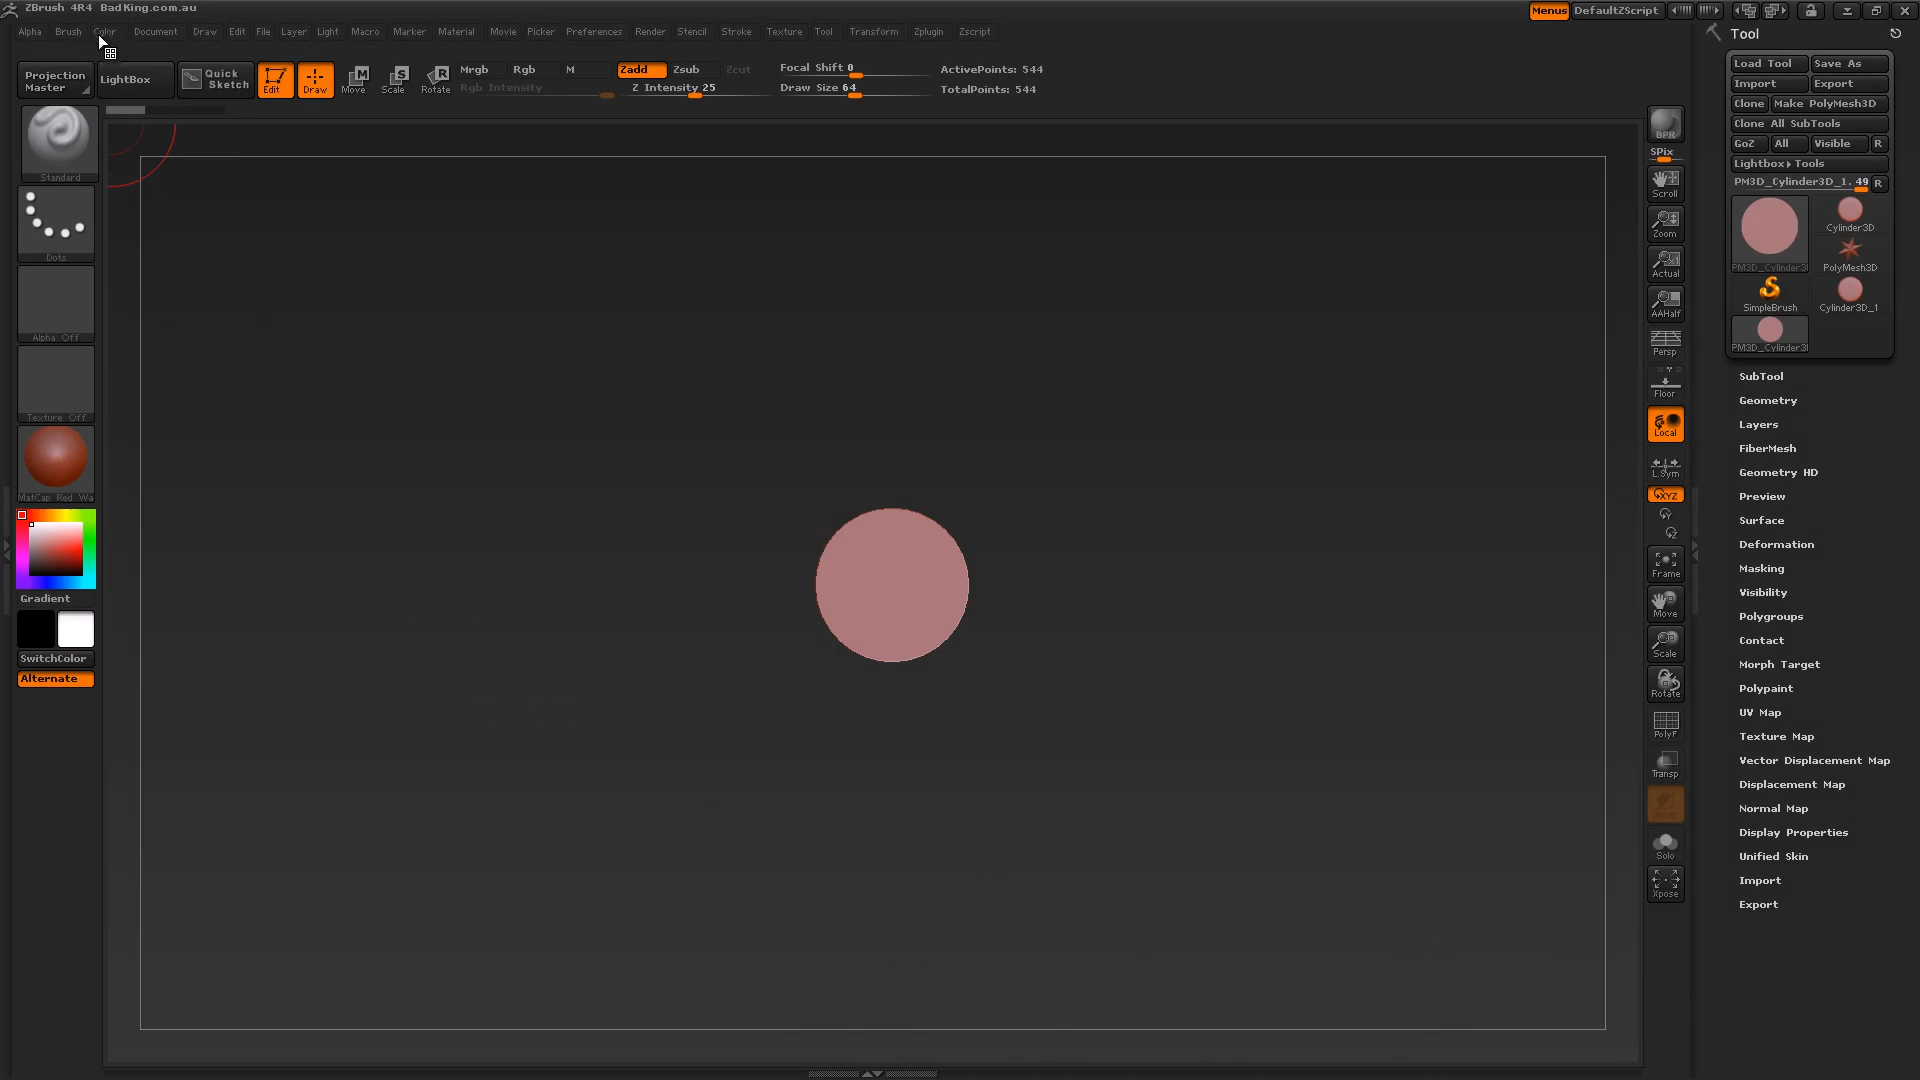 ZBrush 4R4 BadKing.com.au
Menus DefaultZScript
Alpha Brush Color Document Draw Edit File Layer Light Macro Marker Material Movie Picker Preferences Render Stencil Stroke Texture Tool Transform Zplugin Zscript
Projection Master
LightBox
Quick Sketch
Edit Draw Move Scale Rotate
Mrgb Rgb M
Rgb Intensity
Zadd Zsub Zcut
Z Intensity 25
Focal Shift 0
Draw Size 64
ActivePoints: 544
TotalPoints: 544
Standard
Dots
Alpha Off
Texture Off
MatCap Red Wa
Gradient
SwitchColor
Alternate
BPR
SPix
Scroll
Zoom
Actual
AAHalf
Persp
Floor
Local
L.Sym
XYZ
Y
Z
Frame
Move
Scale
Rotate
PolyF
Transp
Solo
Xpose
Tool
Load Tool Save As
Import Export
Clone Make PolyMesh3D
Clone All SubTools
GoZ All Visible R
Lightbox▸Tools
PM3D_Cylinder3D_1. 49 R
PM3D_Cylinder3I
Cylinder3D
PolyMesh3D
SimpleBrush
Cylinder3D_1
PM3D_Cylinder3I
SubTool
Geometry
Layers
FiberMesh
Geometry HD
Preview
Surface
Deformation
Masking
Visibility
Polygroups
Contact
Morph Target
Polypaint
UV Map
Texture Map
Vector Displacement Map
Displacement Map
Normal Map
Display Properties
Unified Skin
Import
Export